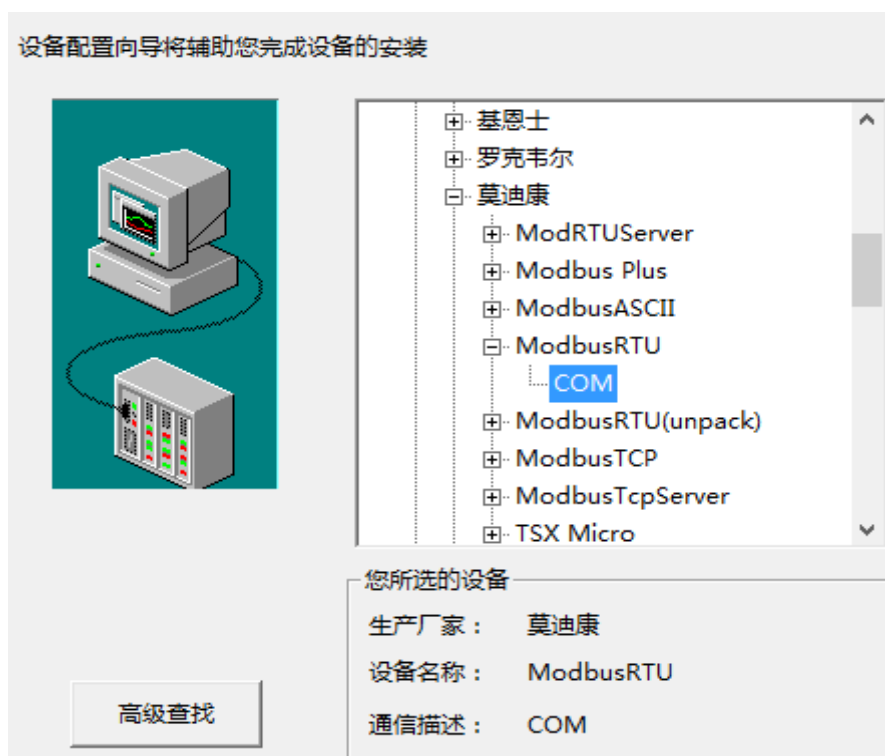 设备配置向导将辅助您完成设备的安装
基恩士
罗克韦尔
莫迪康
ModRTUServer
Modbus Plus
ModbusASCII
ModbusRTU
COM
ModbusRTU(unpack)
ModbusTCP
ModbusTcpServer
TSX Micro
您所选的设备
生产厂家： 莫迪康
设备名称： ModbusRTU
通信描述： COM
高级查找